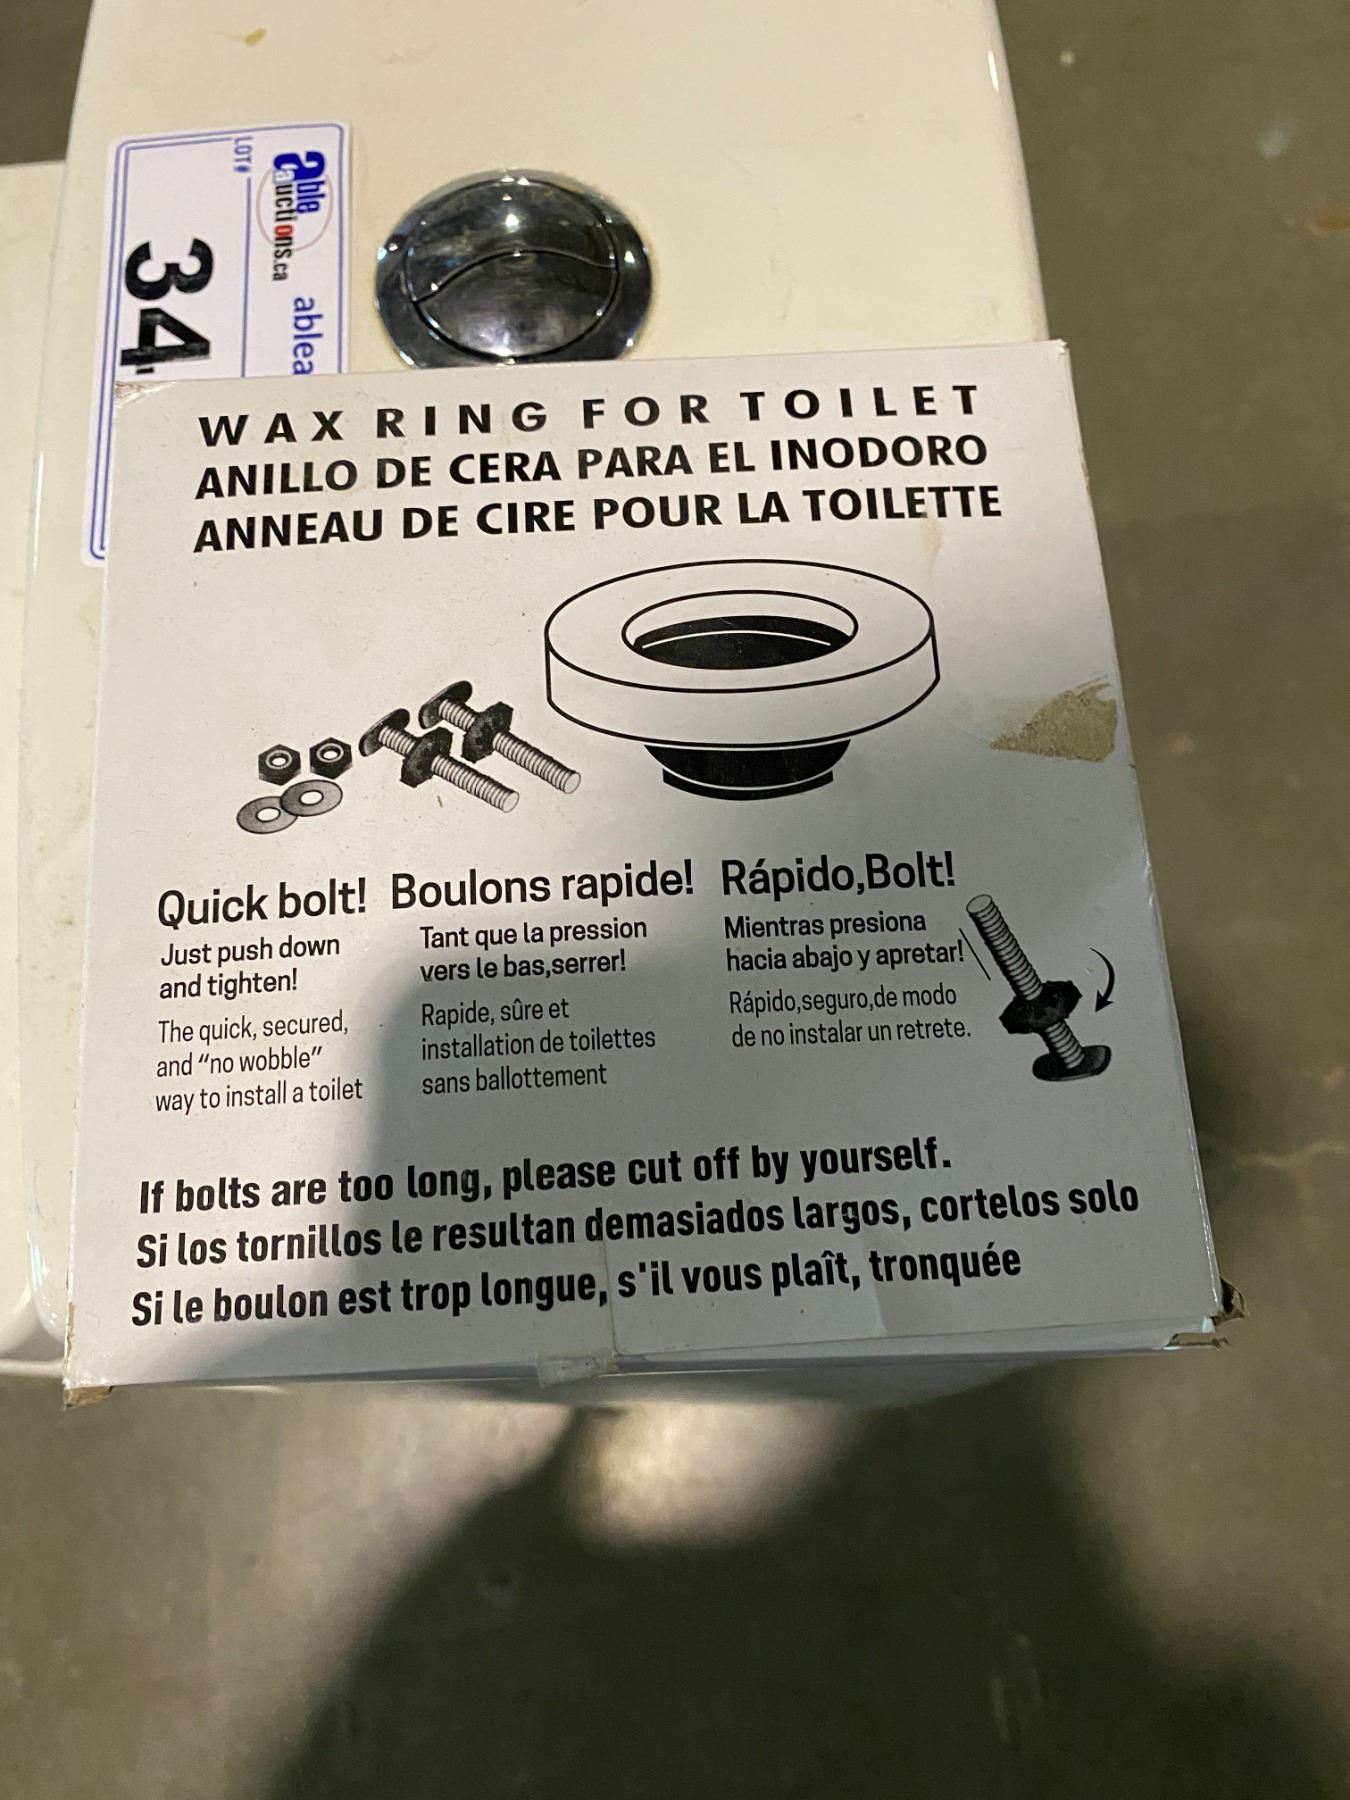 LOT#
able auctions.ca
ablea
34
WAX RING FOR TOILET
ANILLO DE CERA PARA EL INODORO
ANNEAU DE CIRE POUR LA TOILETTE
Quick bolt!
Just push down
and tighten!
The quick, secured,
and “no wobble”
way to install a toilet
Boulons rapide!
Tant que la pression
vers le bas,serrer!
Rapide, sûre et
installation de toilettes
sans ballottement
Rápido,Bolt!
Mientras presiona
hacia abajo y apretar!
Rápido,seguro,de modo
de no instalar un retrete.
If bolts are too long, please cut off by yourself.
Si los tornillos le resultan demasiados largos, cortelos solo
Si le boulon est trop longue, s'il vous plaît, tronquée